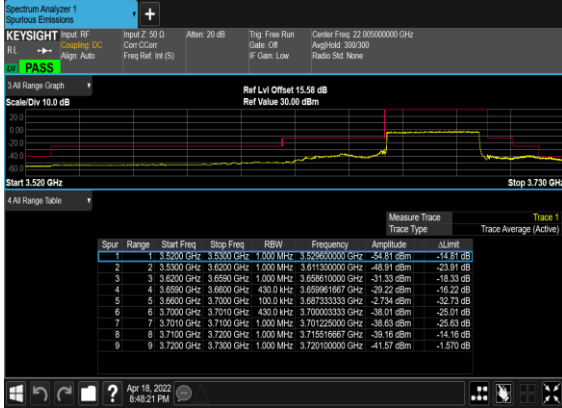 Spectrum Analyzer 1
Spurious Emissions
+
KEYSIGHT Input: RF Input Z: 50 Ω Atten: 20 dB Trig: Free Run Center Freq: 22.005000000 GHz
RL Coupling: DC Corr CCorr Gate: Off Avg|Hold: 300/300
Align: Auto Freq Ref: Int (S) IF Gain: Low Radio Std: None
PASS
3 All Range Graph
Ref Lvl Offset 15.58 dB
Scale/Div 10.0 dB Ref Value 30.00 dBm
20.0
0.00
-20.0
-40.0
-60.0
Start 3.520 GHz Stop 3.730 GHz
4 All Range Table
Measure Trace Trace 1
Trace Type Trace Average (Active)
Spur Range Start Freq Stop Freq RBW Frequency Amplitude ΔLimit
1 1 3.5200 GHz 3.5300 GHz 1.000 MHz 3.529600000 GHz -54.81 dBm -14.81 dB
2 2 3.5300 GHz 3.6200 GHz 1.000 MHz 3.611300000 GHz -48.91 dBm -23.91 dB
3 3 3.6200 GHz 3.6590 GHz 1.000 MHz 3.658610000 GHz -31.33 dBm -18.33 dB
4 4 3.6590 GHz 3.6600 GHz 430.0 kHz 3.659961667 GHz -29.22 dBm -16.22 dB
5 5 3.6600 GHz 3.7000 GHz 100.0 kHz 3.687333333 GHz -2.734 dBm -32.73 dB
6 6 3.7000 GHz 3.7010 GHz 430.0 kHz 3.700003333 GHz -38.01 dBm -25.01 dB
7 7 3.7010 GHz 3.7100 GHz 1.000 MHz 3.701225000 GHz -38.63 dBm -25.63 dB
8 8 3.7100 GHz 3.7200 GHz 1.000 MHz 3.715516667 GHz -39.16 dBm -14.16 dB
9 9 3.7200 GHz 3.7300 GHz 1.000 MHz 3.720100000 GHz -41.57 dBm -1.570 dB
? Apr 18, 2022
8:48:21 PM